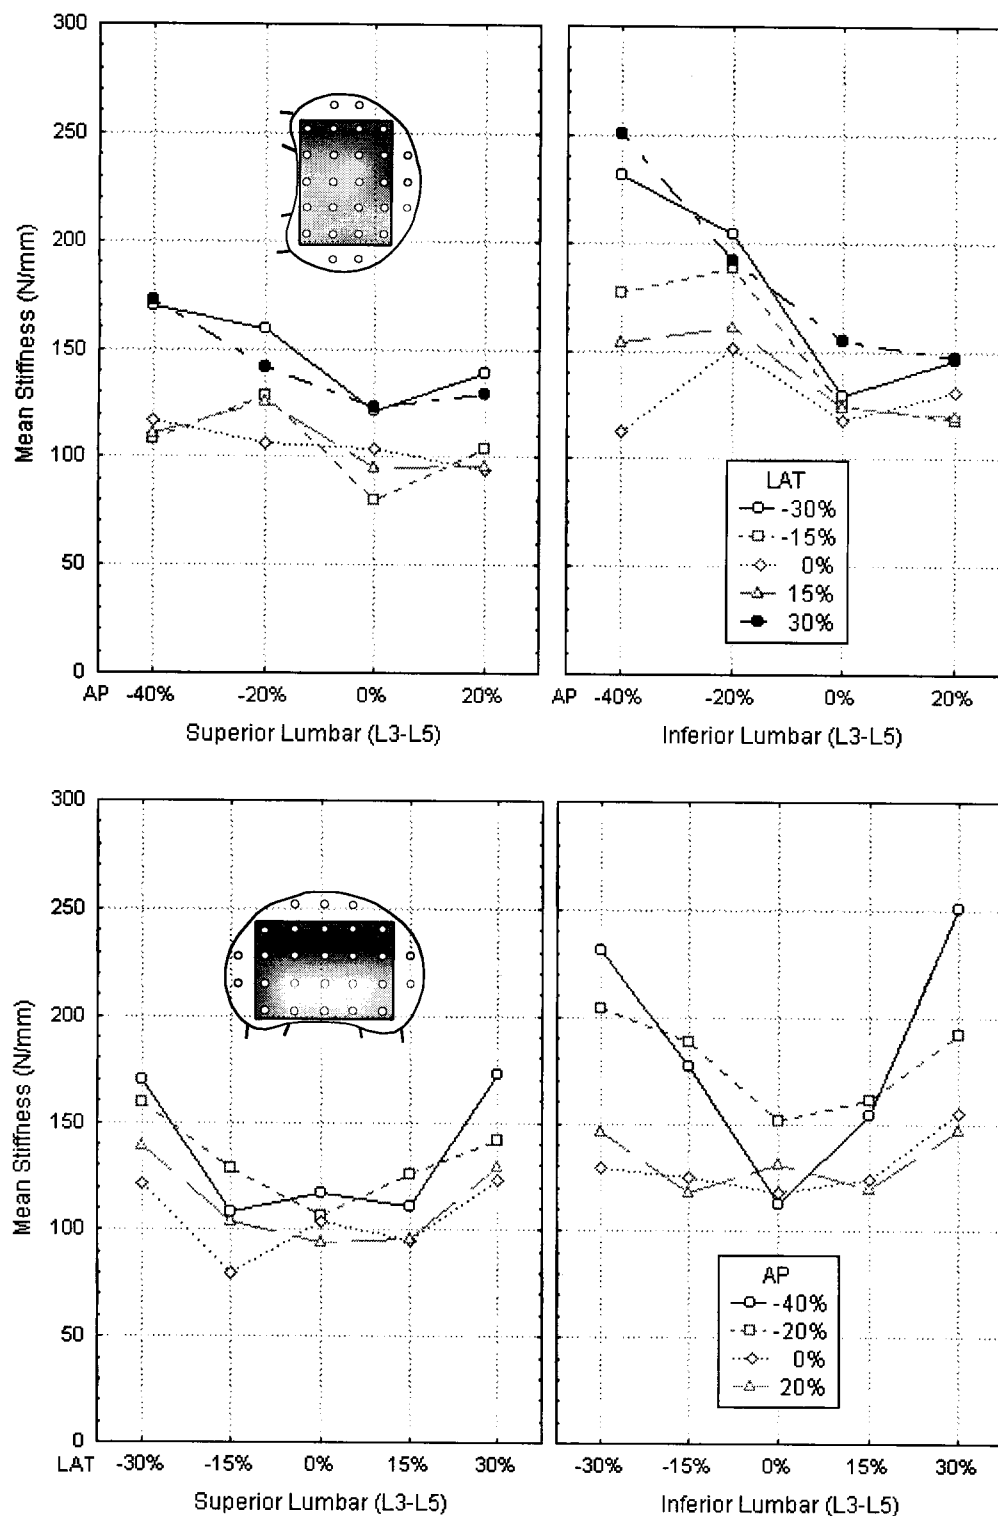 300
250
200
150
100
50
0
Mean Stiffness (N/mm)
AP -40% -20% 0% 20%
Superior Lumbar (L3-L5)
LAT
-30%
-15%
0%
15%
30%
AP -40% -20% 0% 20%
Inferior Lumbar (L3-L5)
300
250
200
150
100
50
0
Mean Stiffness (N/mm)
LAT -30% -15% 0% 15% 30%
Superior Lumbar (L3-L5)
AP
-40%
-20%
0%
20%
-30% -15% 0% 15% 30%
Inferior Lumbar (L3-L5)